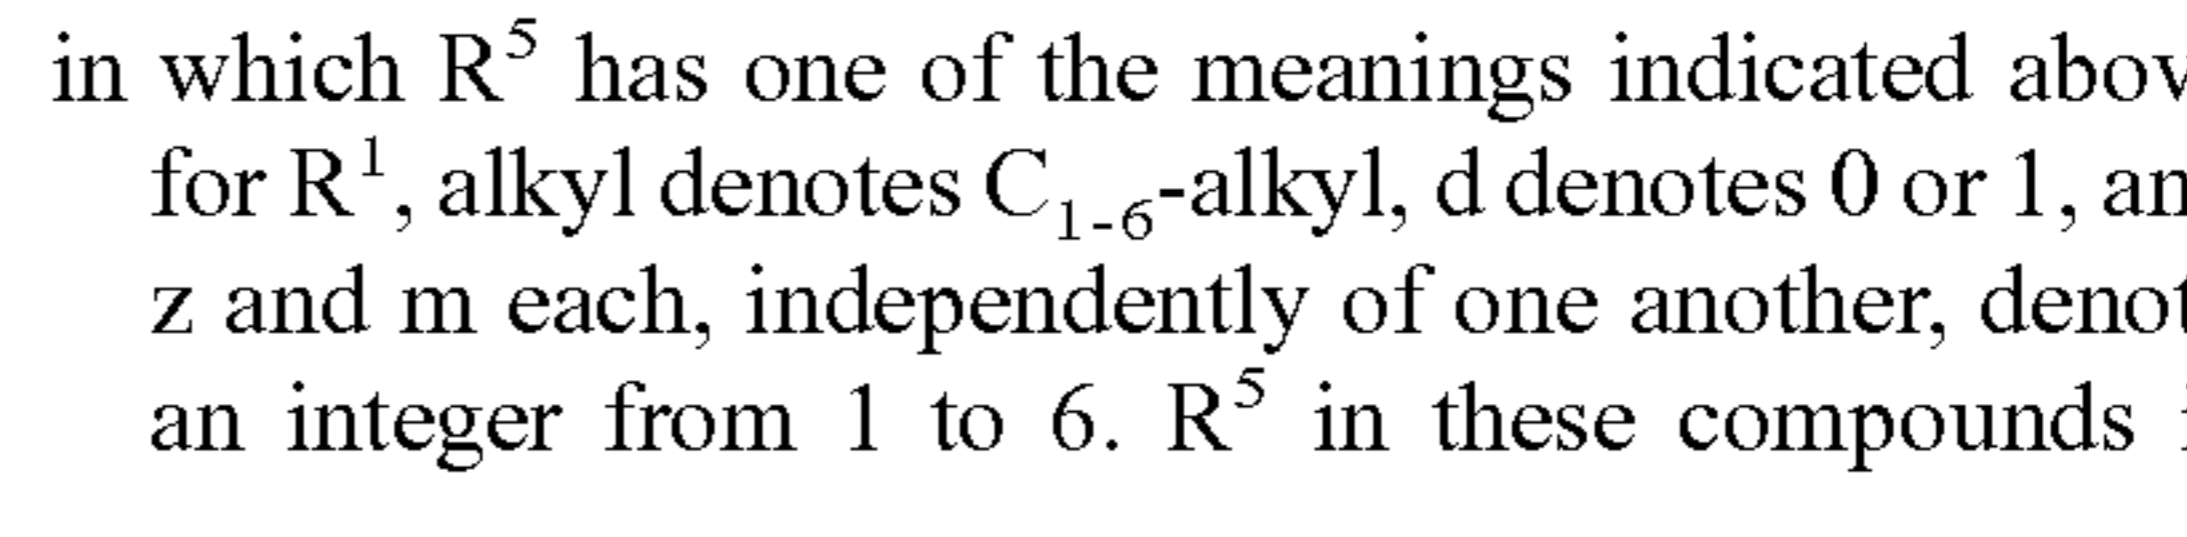 in which R⁵ has one of the meanings indicated abov
for R¹, alkyl denotes C₁₋₆-alkyl, d denotes 0 or 1, an
z and m each, independently of one another, denot
an integer from 1 to 6. R⁵ in these compounds